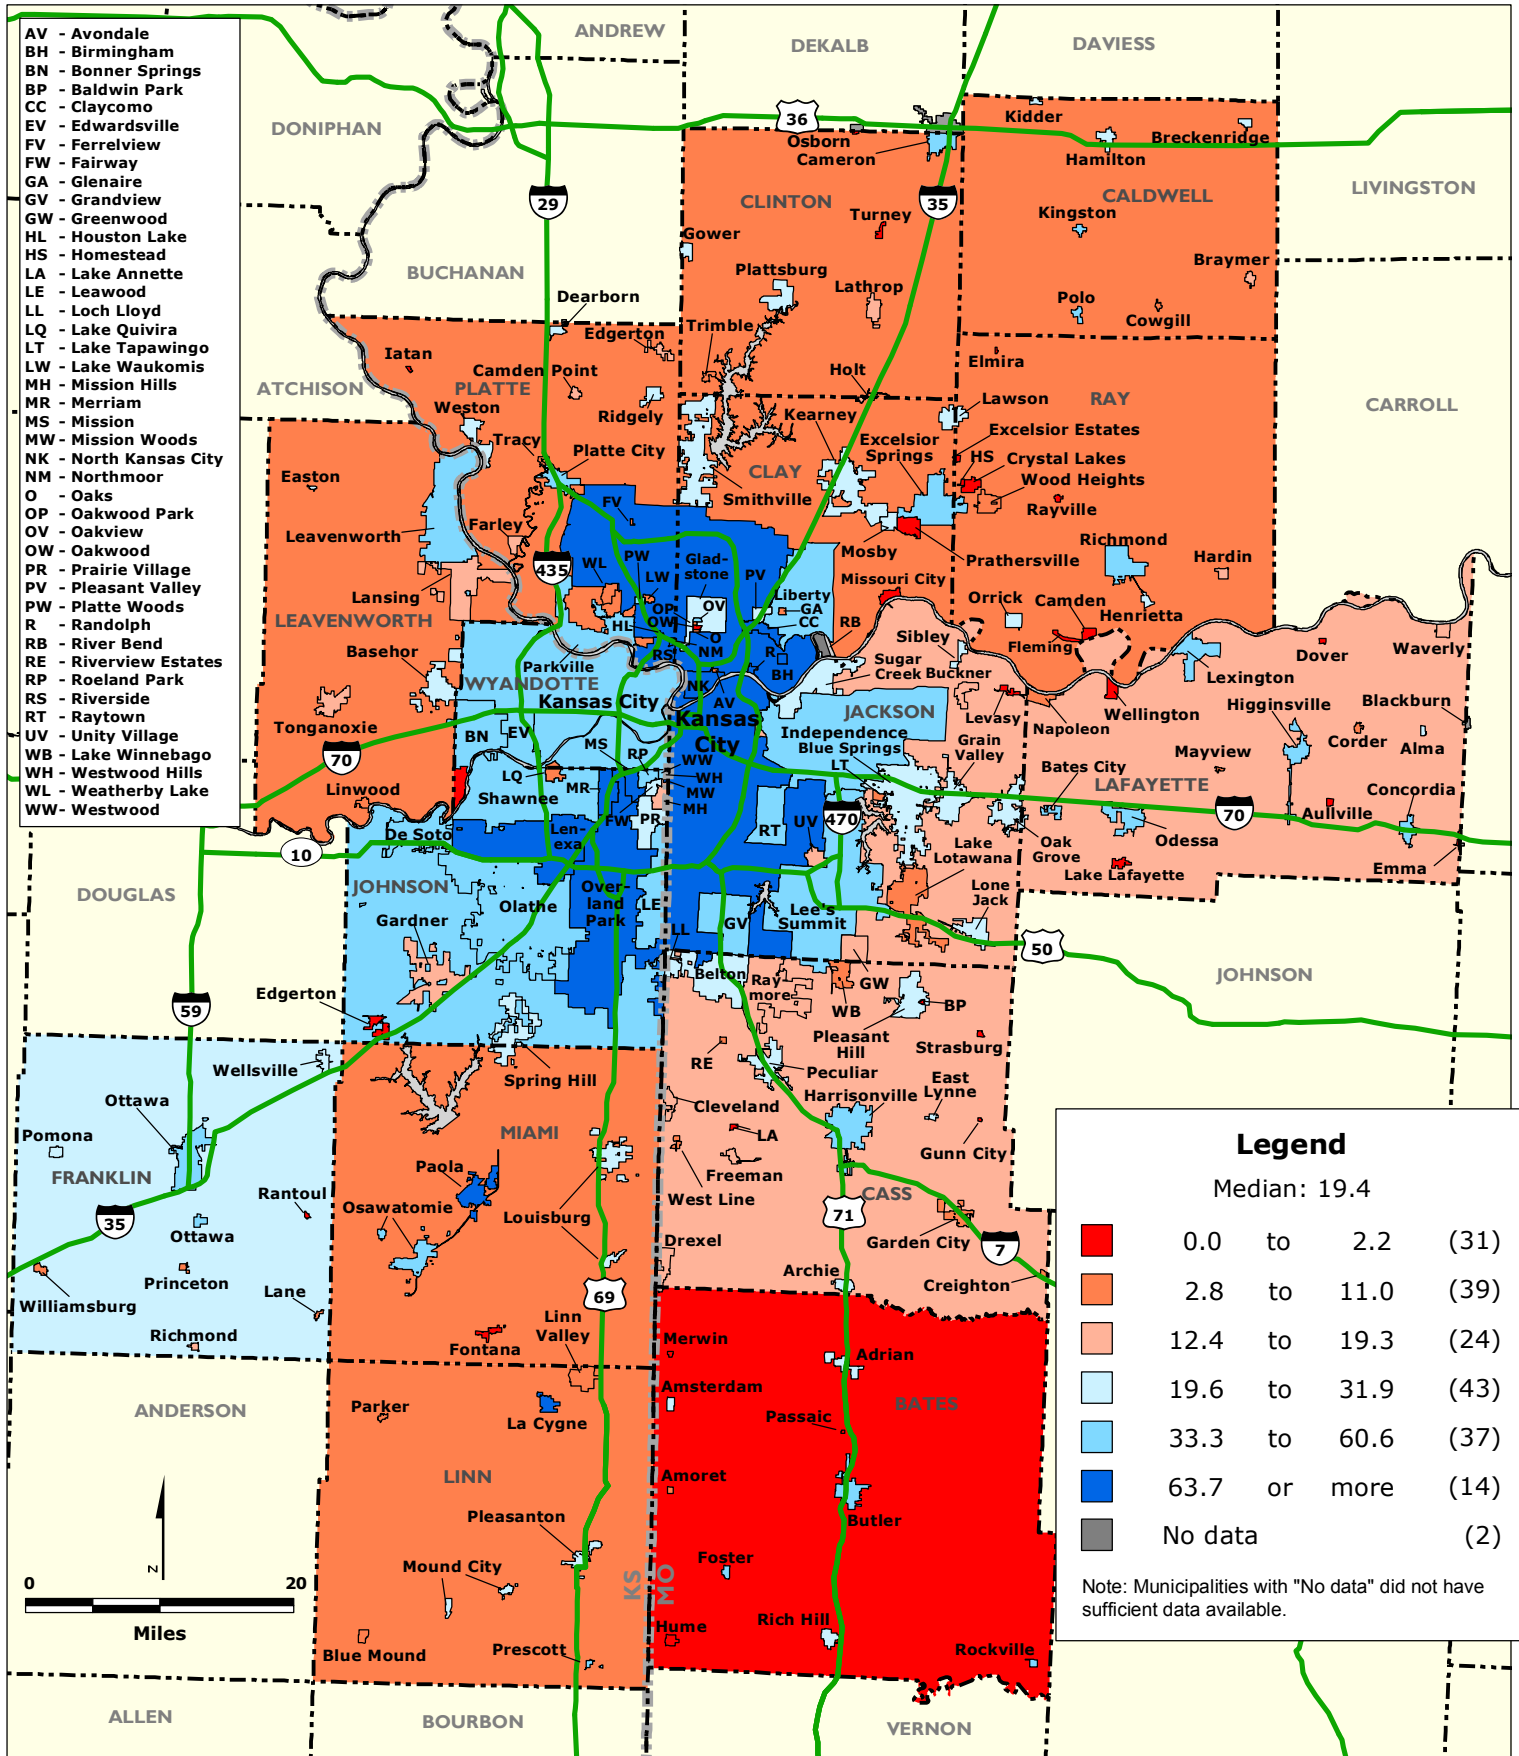 AV - Avondale
BH - Birmingham
BN - Bonner Springs
BP - Baldwin Park
CC - Claycomo
EV - Edwardsville
FV - Ferrelview
FW - Fairway
GA - Glenaire
GV - Grandview
GW - Greenwood
HL - Houston Lake
HS - Homestead
LA - Lake Annette
LE - Leawood
LL - Loch Lloyd
LQ - Lake Quivira
LT - Lake Tapawingo
LW - Lake Waukomis
MH - Mission Hills
MR - Merriam
MS - Mission
MW - Mission Woods
NK - North Kansas City
NM - Northmoor
O - Oaks
OP - Oakwood Park
OV - Oakview
OW - Oakwood
PR - Prairie Village
PV - Pleasant Valley
PW - Platte Woods
R - Randolph
RB - River Bend
RE - Riverview Estates
RP - Roeland Park
RS - Riverside
RT - Raytown
UV - Unity Village
WB - Lake Winnebago
WH - Westwood Hills
WL - Weatherby Lake
WW- Westwood
ANDREW
DEKALB
DAVIESS
DONIPHAN
36
Osborn
Cameron
Kidder
Breckenridge
Hamilton
29
35
CLINTON
CALDWELL
LIVINGSTON
Turney
Kingston
Gower
BUCHANAN
Plattsburg
Lathrop
Braymer
Dearborn
Polo
Cowgill
Edgerton
Trimble
Iatan
Camden Point
Holt
Elmira
ATCHISON
PLATTE
RAY
CARROLL
Weston
Ridgely
Kearney
Lawson
Tracy
Platte City
Excelsior
Springs
Excelsior Estates
HS
Crystal Lakes
Wood Heights
Easton
CLAY
Smithville
Rayville
FV
Leavenworth
Farley
Mosby
Prathersville
Richmond
Hardin
435
WL
PW
LW
Glad-
stone
PV
Missouri City
Lansing
OP
OV
Liberty
GA
CC
Orrick
Camden
Henrietta
LEAVENWORTH
HL
OW
O
RB
Sibley
Fleming
Basehor
Parkville
RS
NM
R
BH
Sugar
Creek
Buckner
Dover
Waverly
WYANDOTTE
Lexington
Kansas City
NK
AV
Levasy
Wellington
Napoleon
Higginsville
Blackburn
JACKSON
Kansas
City
Tonganoxie
BN
EV
MS
Independence
Blue Springs
Grain
Valley
Mayview
Corder
Alma
70
RP
WW
WH
MW
MH
LT
Bates City
LAFAYETTE
Linwood
LQ
Shawnee
MR
FW
PR
RT
UV
470
70
Aullville
Concordia
De Soto
Len-
exa
Oak
Grove
Odessa
10
Lake
Lotawana
Lake Lafayette
Emma
DOUGLAS
JOHNSON
Over-
land
Park
Olathe
LE
Lone
Jack
Gardner
Lee's
Summit
GV
LL
50
JOHNSON
Edgerton
Belton
Ray
more
GW
WB
BP
59
Pleasant
Hill
Strasburg
Wellsville
RE
Peculiar
Spring Hill
East
Lynne
Ottawa
Harrisonville
Cleveland
LA
Pomona
MIAMI
Gunn City
Freeman
Paola
FRANKLIN
West Line
CASS
Rantoul
Osawatomie
Louisburg
71
35
Ottawa
Garden City
7
Drexel
Princeton
Archie
Creighton
Williamsburg
Lane
69
Linn
Valley
Richmond
Fontana
Merwin
Adrian
Amsterdam
BATES
ANDERSON
Parker
La Cygne
Passaic
LINN
Amoret
Pleasanton
Butler
Mound City
Foster
KS
MO
N
0 20
Miles
Rich Hill
Hume
Blue Mound
Prescott
Rockville
ALLEN
BOURBON
VERNON
Legend
Median: 19.4
0.0 to 2.2 (31)
2.8 to 11.0 (39)
12.4 to 19.3 (24)
19.6 to 31.9 (43)
33.3 to 60.6 (37)
63.7 or more (14)
No data (2)
Note: Municipalities with "No data" did not have
sufficient data available.